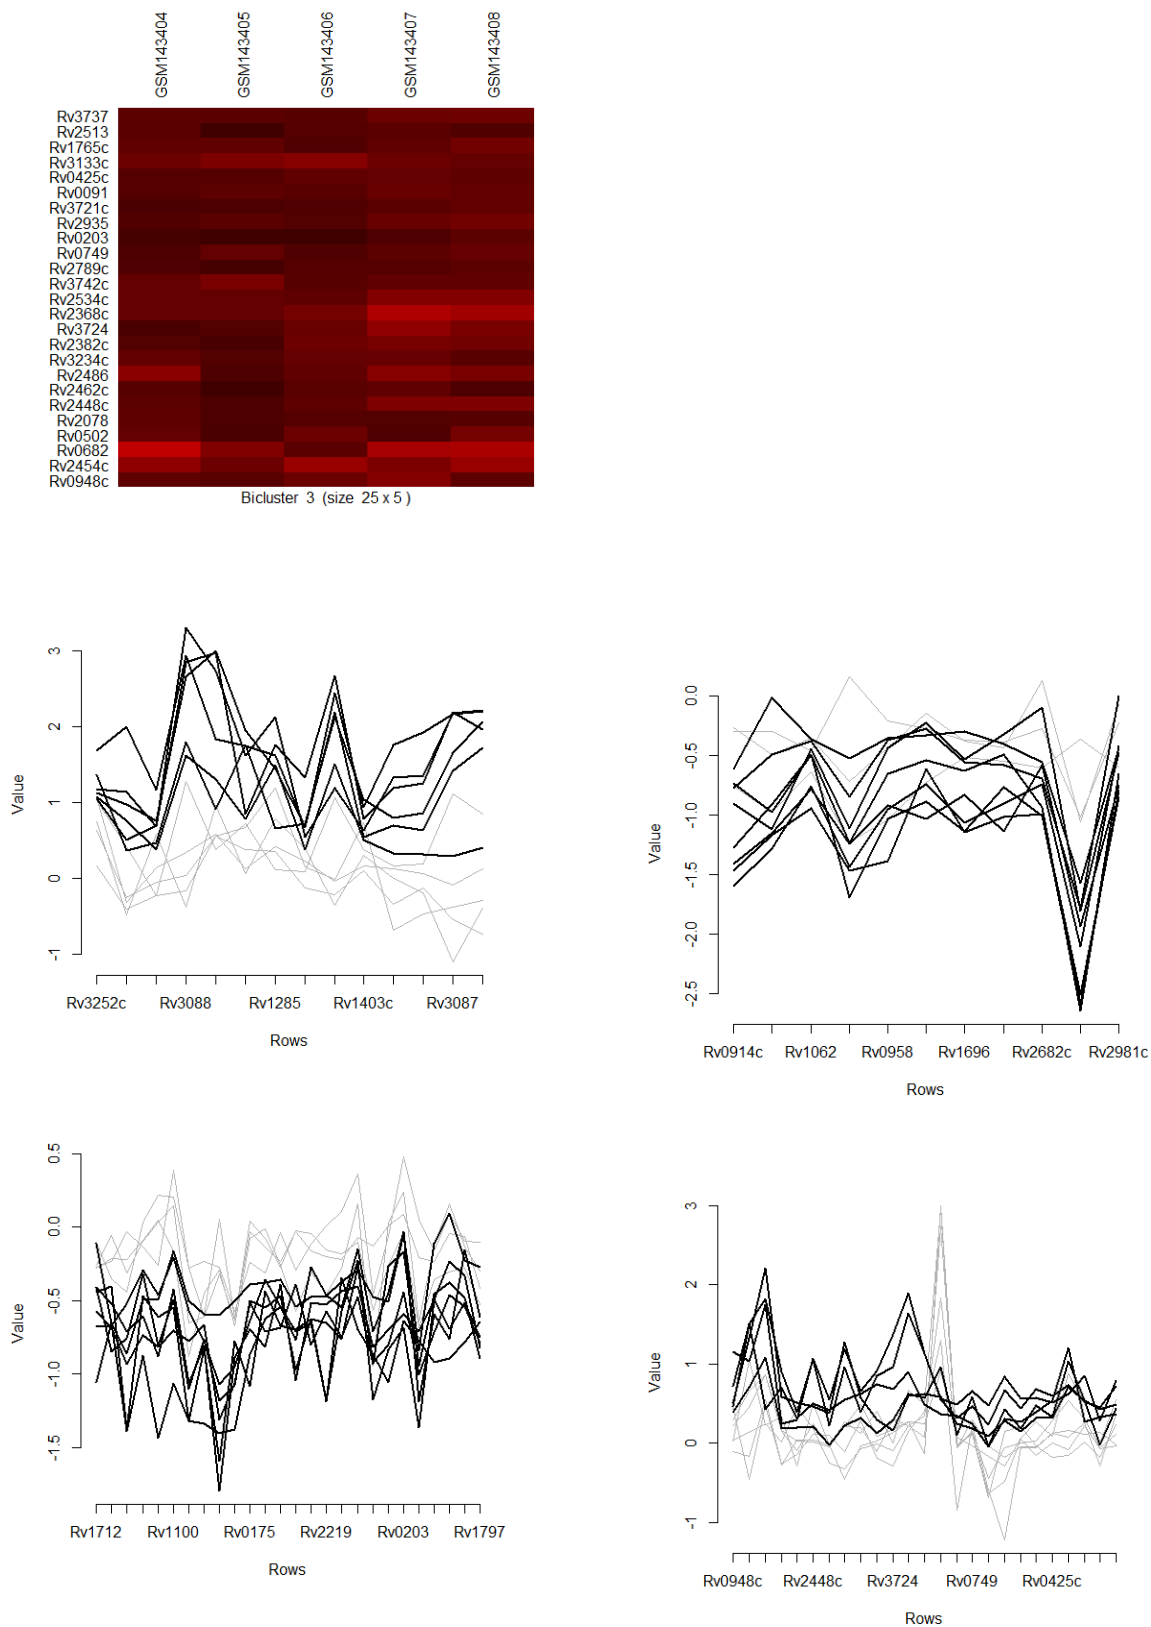 GSM143404 GSM143405 GSM143406 GSM143407 GSM143408
Rv3737
Rv2513
Rv1765c
Rv3133c
Rv0425c
Rv0091
Rv3721c
Rv2935
Rv0203
Rv0749
Rv2789c
Rv3742c
Rv2534c
Rv2368c
Rv3724
Rv2382c
Rv3234c
Rv2486
Rv2462c
Rv2448c
Rv2078
Rv0502
Rv0682
Rv2454c
Rv0948c
Bicluster 3 (size 25 x 5 )
Value
3
2
1
0
-1
Rv3252c Rv3088 Rv1285 Rv1403c Rv3087
Rows
Value
0.0
-0.5
-1.0
-1.5
-2.0
-2.5
Rv0914c Rv1062 Rv0958 Rv1696 Rv2682c Rv2981c
Rows
Value
0.5
0.0
-0.5
-1.0
-1.5
Rv1712 Rv1100 Rv0175 Rv2219 Rv0203 Rv1797
Rows
Value
3
2
1
0
-1
Rv0948c Rv2448c Rv3724 Rv0749 Rv0425c
Rows